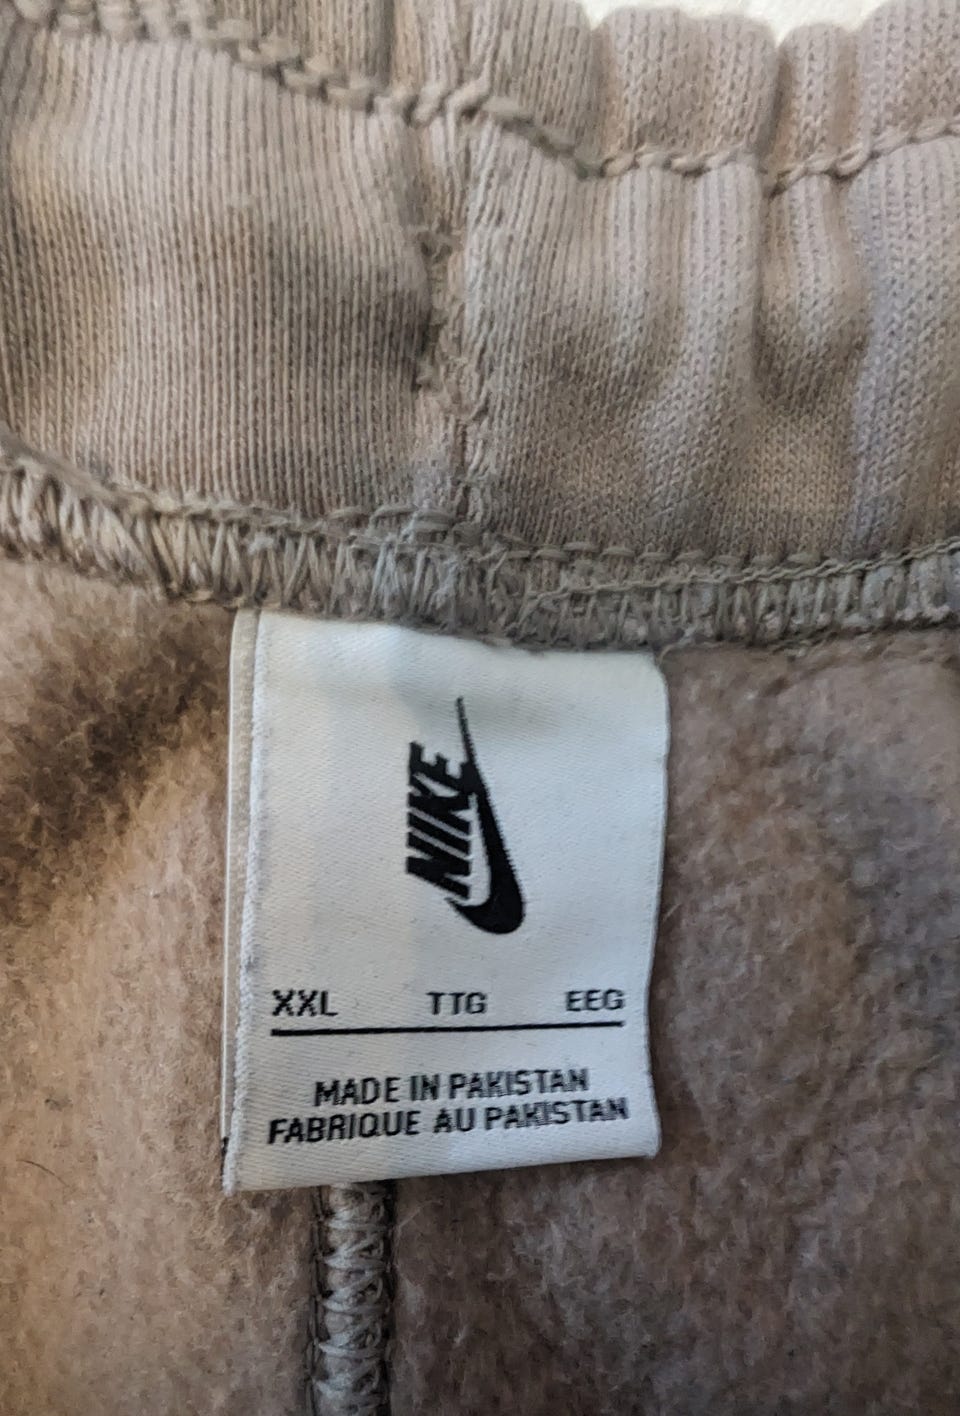 NIKE
XXL TTG EEG
MADE IN PAKISTAN
FABRIQUE AU PAKISTAN